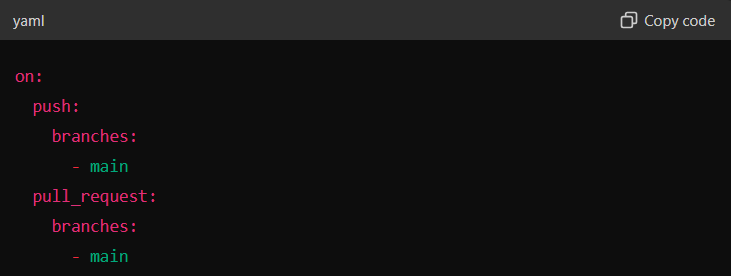 yaml Copy code
on:
  push:
    branches:
      - main
  pull_request:
    branches:
      - main